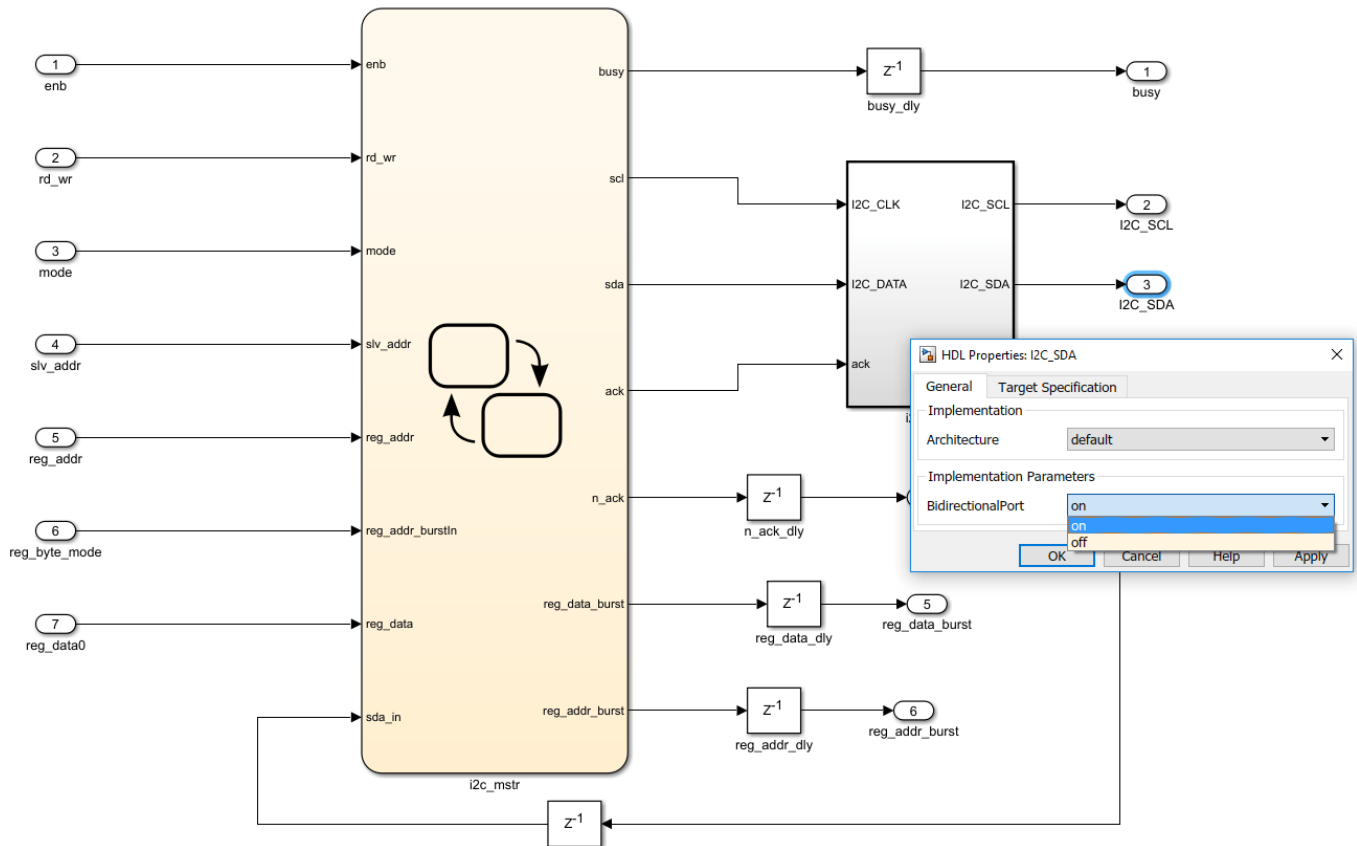 1
enb
2
rd_wr
3
mode
4
slv_addr
5
reg_addr
6
reg_byte_mode
7
reg_data0
enb
rd_wr
mode
slv_addr
reg_addr
reg_addr_burstIn
reg_data
sda_in
busy
scl
sda
ack
n_ack
reg_data_burst
reg_addr_burst
i2c_mstr
z-1
busy_dly
1
busy
I2C_CLK
I2C_SCL
I2C_DATA
I2C_SDA
ack
2
I2C_SCL
3
I2C_SDA
z-1
n_ack_dly
z-1
reg_data_dly
5
reg_data_burst
z-1
reg_addr_dly
6
reg_addr_burst
z-1
HDL Properties: I2C_SDA
General Target Specification
Implementation
Architecture default
Implementation Parameters
BidirectionalPort on
on
off
OK Cancel Help Apply